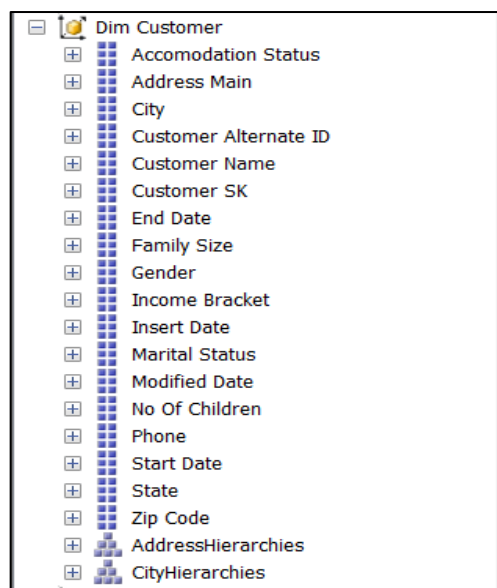 Dim Customer
Accomodation Status
Address Main
City
Customer Alternate ID
Customer Name
Customer SK
End Date
Family Size
Gender
Income Bracket
Insert Date
Marital Status
Modified Date
No Of Children
Phone
Start Date
State
Zip Code
AddressHierarchies
CityHierarchies